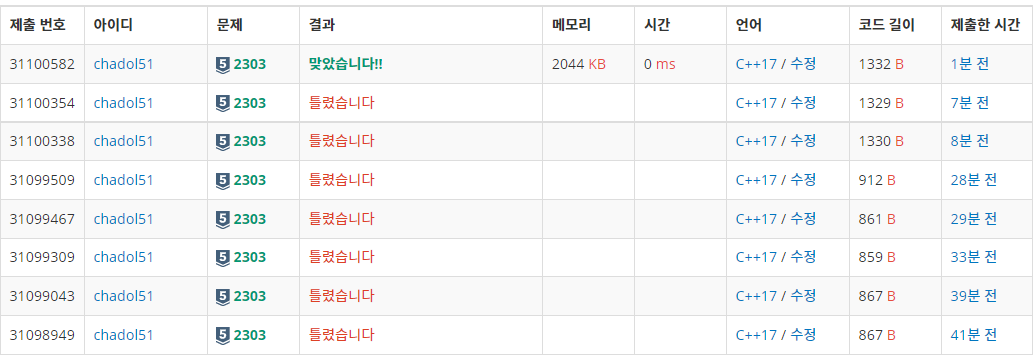 제출 번호 아이디 문제 결과 메모리 시간 언어 코드 길이 제출한 시간
31100582 chadol51 5 2303 맞았습니다!! 2044 KB 0 ms C++17 / 수정 1332 B 1분 전
31100354 chadol51 5 2303 틀렸습니다 C++17 / 수정 1329 B 7분 전
31100338 chadol51 5 2303 틀렸습니다 C++17 / 수정 1330 B 8분 전
31099509 chadol51 5 2303 틀렸습니다 C++17 / 수정 912 B 28분 전
31099467 chadol51 5 2303 틀렸습니다 C++17 / 수정 861 B 29분 전
31099309 chadol51 5 2303 틀렸습니다 C++17 / 수정 859 B 33분 전
31099043 chadol51 5 2303 틀렸습니다 C++17 / 수정 867 B 39분 전
31098949 chadol51 5 2303 틀렸습니다 C++17 / 수정 867 B 41분 전